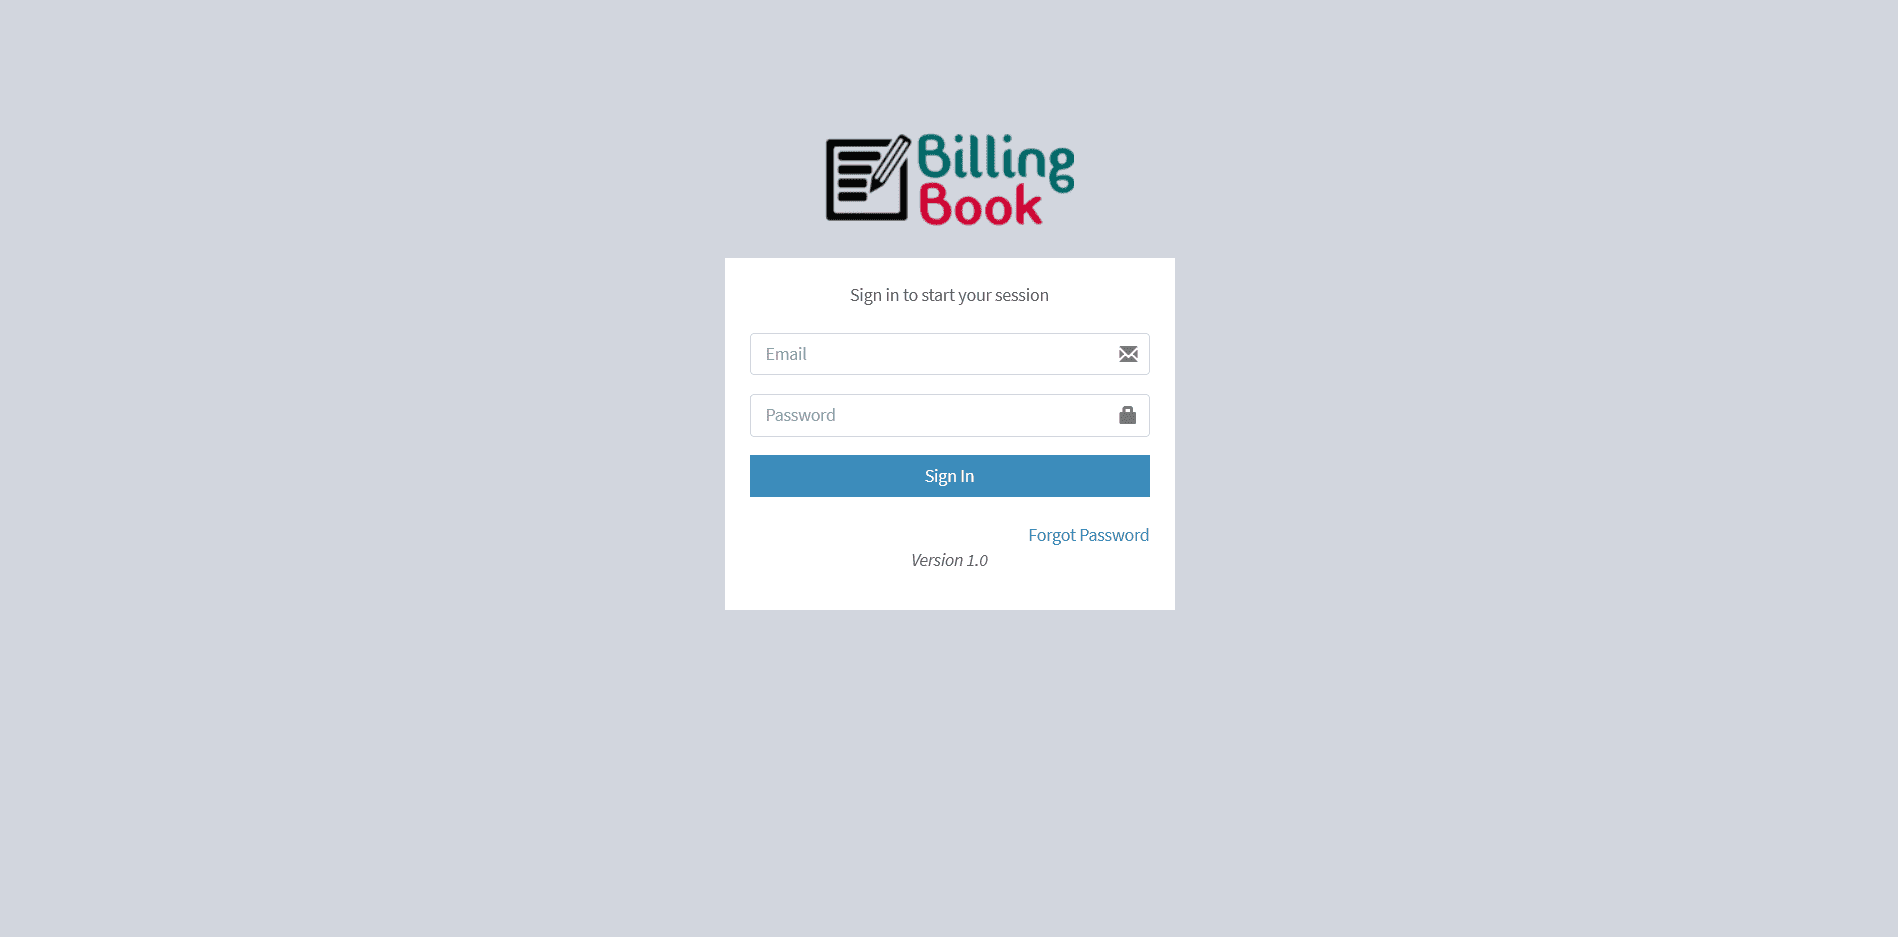 Billing
Book
Sign in to start your session
Email
Password
Sign In
Forgot Password
Version 1.0